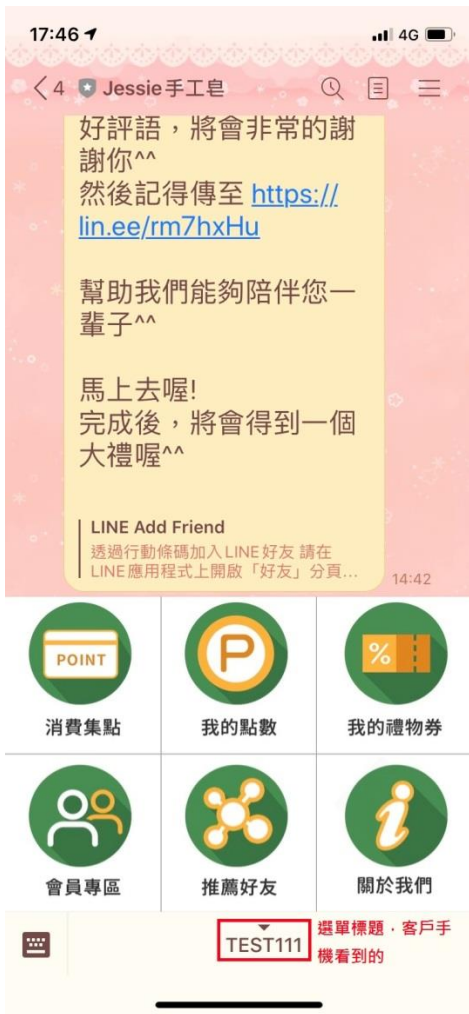 17:46
4G
4 Jessie手工皂
好評語，將會非常的謝
謝你^^
然後記得傳至 https://
lin.ee/rm7hxHu
幫助我們能夠陪伴您一
輩子^^
馬上去喔!
完成後，將會得到一個
大禮喔^^
LINE Add Friend
透過行動條碼加入LINE好友 請在
LINE應用程式上開啟「好友」分頁...
14:42
POINT
P
%
消費集點
我的點數
我的禮物券
i
會員專區
推薦好友
關於我們
TEST111
選單標題，客戶手
機看到的